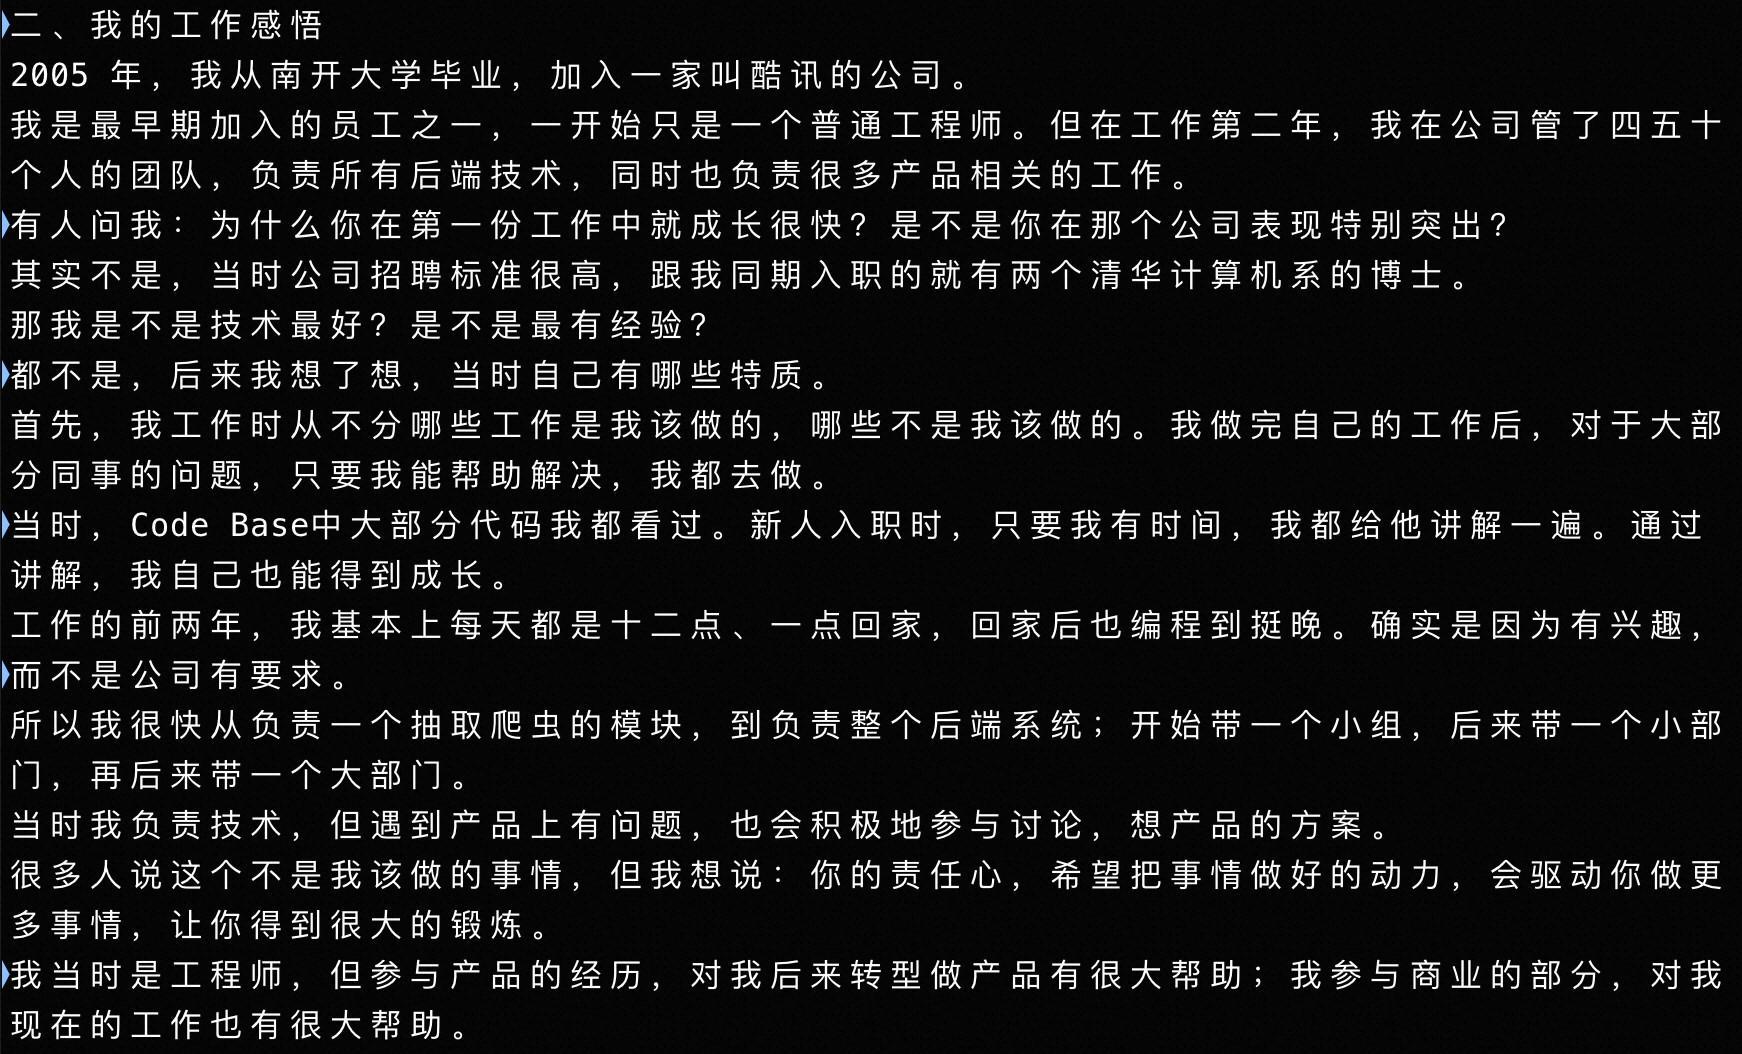 二、我的工作感悟
2005 年，我从南开大学毕业，加入一家叫酷讯的公司。
我是最早期加入的员工之一，一开始只是一个普通工程师。但在工作第二年，我在公司管了四五十
个人的团队，负责所有后端技术，同时也负责很多产品相关的工作。
有人问我：为什么你在第一份工作中就成长很快？是不是你在那个公司表现特别突出？
其实不是，当时公司招聘标准很高，跟我同期入职的就有两个清华计算机系的博士。
那我是不是技术最好？是不是最有经验？
都不是，后来我想了想，当时自己有哪些特质。
首先，我工作时从不分哪些工作是我该做的，哪些不是我该做的。我做完自己的工作后，对于大部
分同事的问题，只要我能帮助解决，我都去做。
当时，Code Base中大部分代码我都看过。新人入职时，只要我有时间，我都给他讲解一遍。通过
讲解，我自己也能得到成长。
工作的前两年，我基本上每天都是十二点、一点回家，回家后也编程到挺晚。确实是因为有兴趣，
而不是公司有要求。
所以我很快从负责一个抽取爬虫的模块，到负责整个后端系统；开始带一个小组，后来带一个小部
门，再后来带一个大部门。
当时我负责技术，但遇到产品上有问题，也会积极地参与讨论，想产品的方案。
很多人说这个不是我该做的事情，但我想说：你的责任心，希望把事情做好的动力，会驱动你做更
多事情，让你得到很大的锻炼。
我当时是工程师，但参与产品的经历，对我后来转型做产品有很大帮助；我参与商业的部分，对我
现在的工作也有很大帮助。